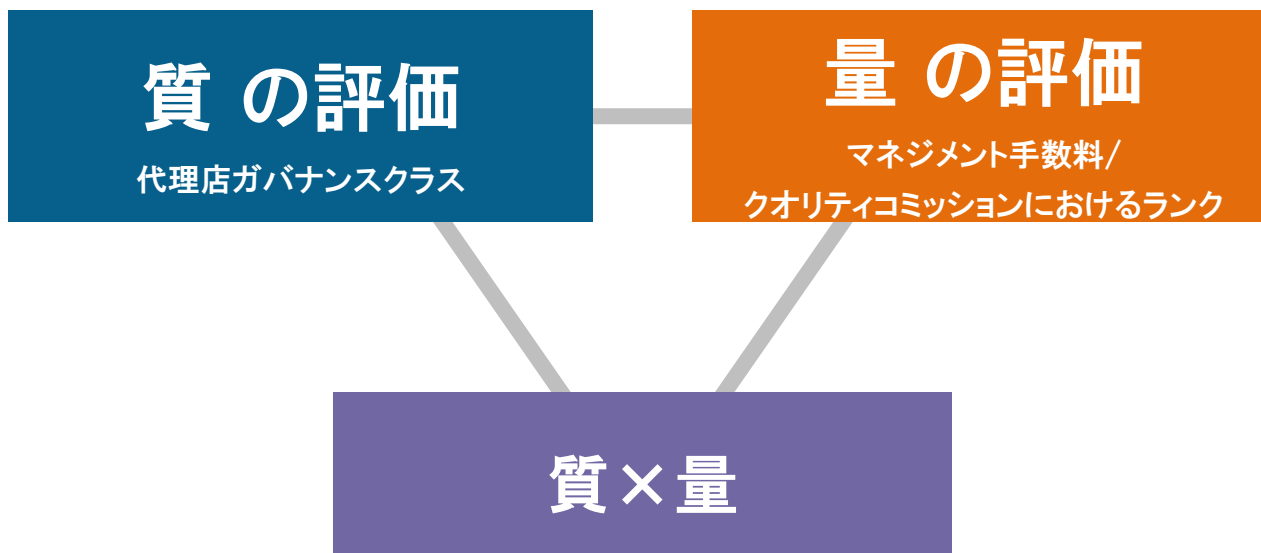 質 の評価
代理店ガバナンスクラス
量 の評価
マネジメント手数料/
クオリティコミッションにおけるランク
質×量